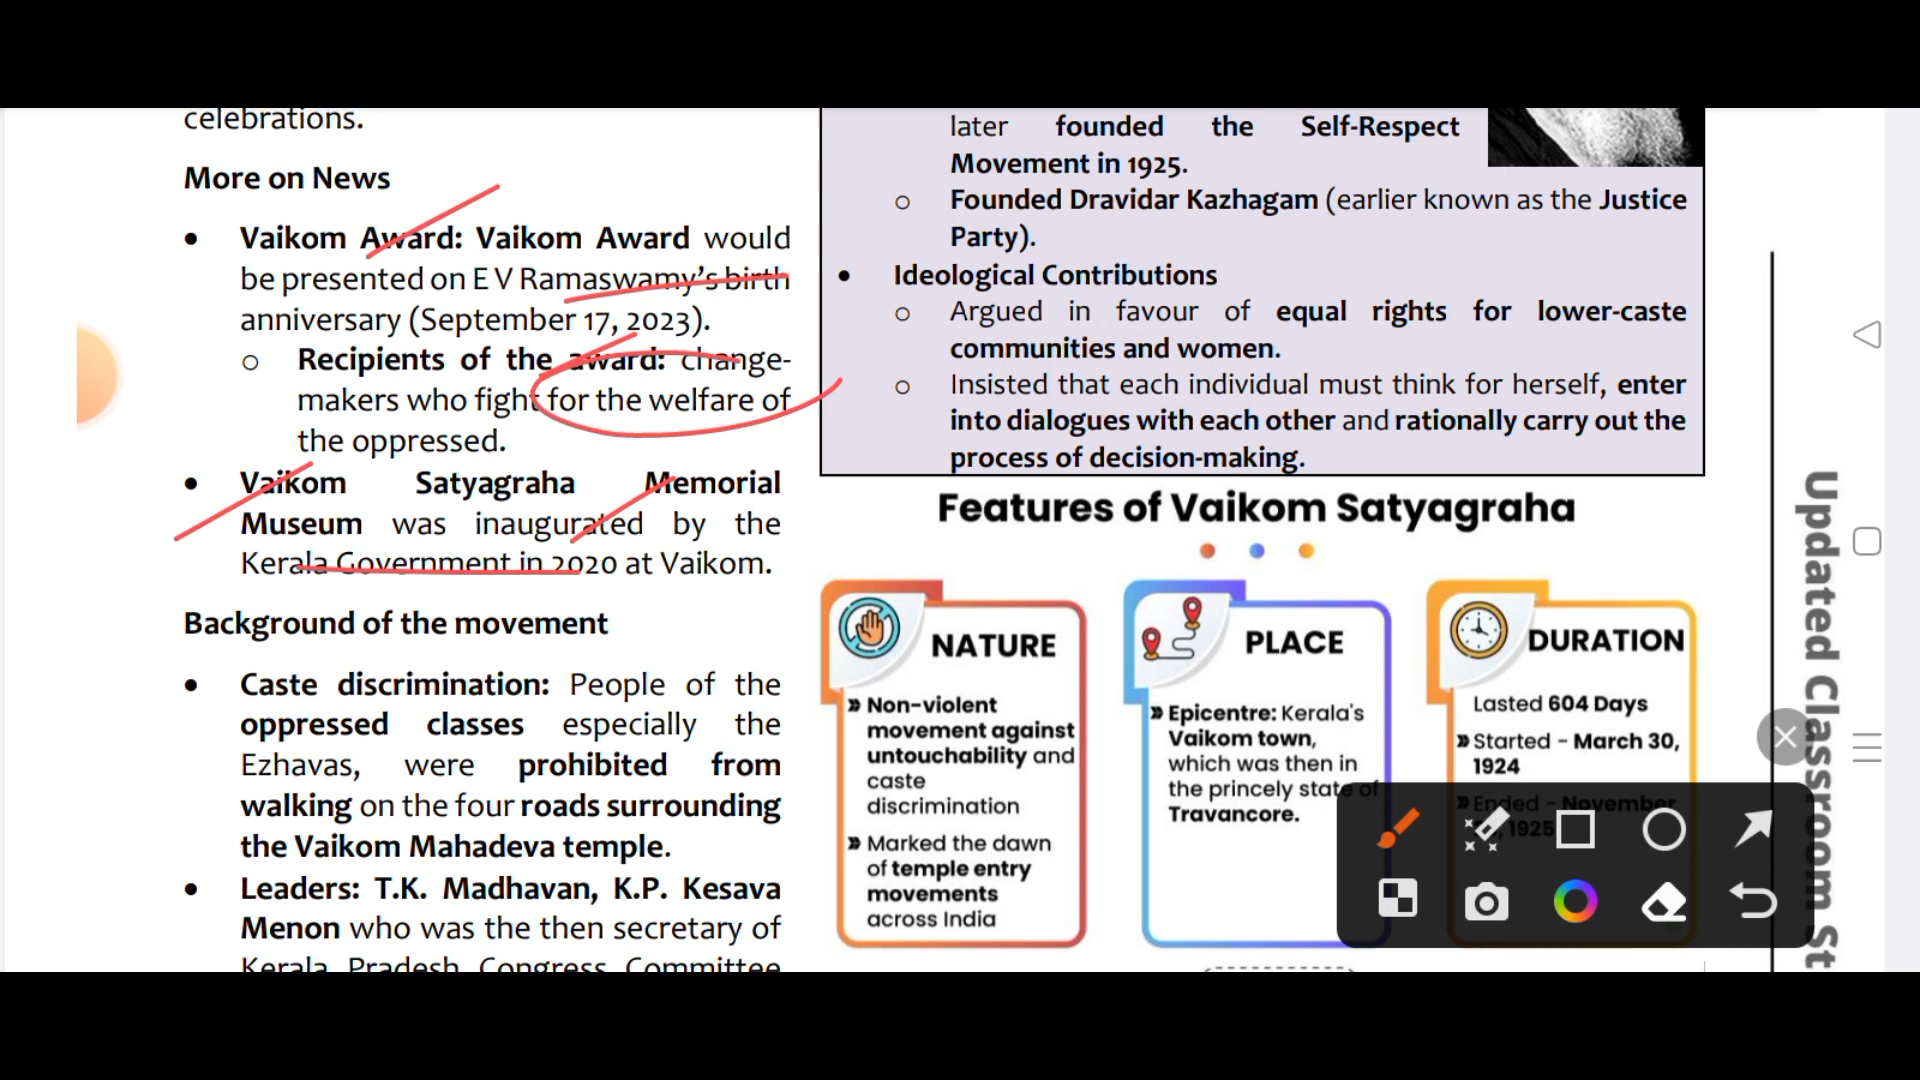 celebrations.
More on News
• Vaikom Award: Vaikom Award would
be presented on E V Ramaswamy's birth
anniversary (September 17, 2023).
o Recipients of the award: change-
makers who fight for the welfare of
the oppressed.
• Vaikom Satyagraha Memorial
Museum was inaugurated by the
Kerala Government in 2020 at Vaikom.
Background of the movement
• Caste discrimination: People of the
oppressed classes especially the
Ezhavas, were prohibited from
walking on the four roads surrounding
the Vaikom Mahadeva temple.
• Leaders: T.K. Madhavan, K.P. Kesava
Menon who was the then secretary of
Kerala Pradesh Congress Committee
later founded the Self-Respect
Movement in 1925.
o Founded Dravidar Kazhagam (earlier known as the Justice
Party).
• Ideological Contributions
o Argued in favour of equal rights for lower-caste
communities and women.
o Insisted that each individual must think for herself, enter
into dialogues with each other and rationally carry out the
process of decision-making.
Features of Vaikom Satyagraha
NATURE
» Non-violent
movement against
untouchability and
caste
discrimination
» Marked the dawn
of temple entry
movements
across India
PLACE
» Epicentre: Kerala's
Vaikom town,
which was then in
the princely state of
Travancore.
DURATION
Lasted 604 Days
» Started - March 30,
1924
» Ended - November
1925
Updated Classroom St